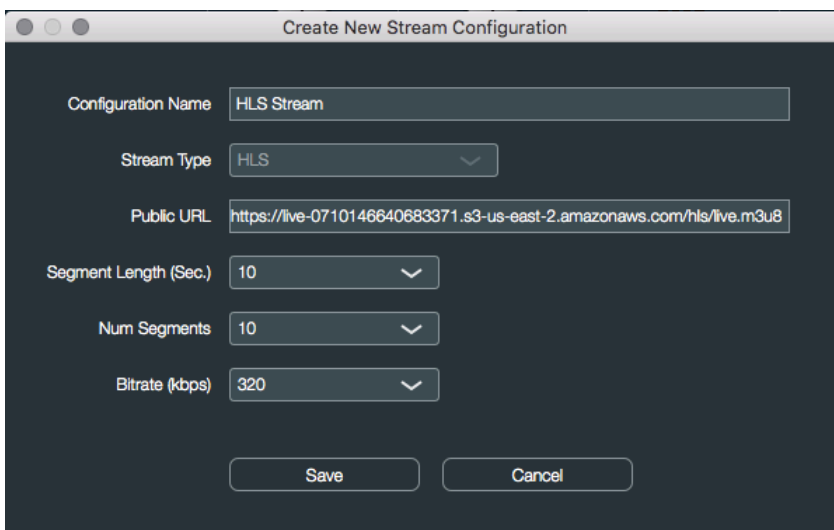 Create New Stream Configuration
Configuration Name HLS Stream
Stream Type HLS
Public URL https://live-0710146640683371.s3-us-east-2.amazonaws.com/hls/live.m3u8
Segment Length (Sec.) 10
Num Segments 10
Bitrate (kbps) 320
Save Cancel